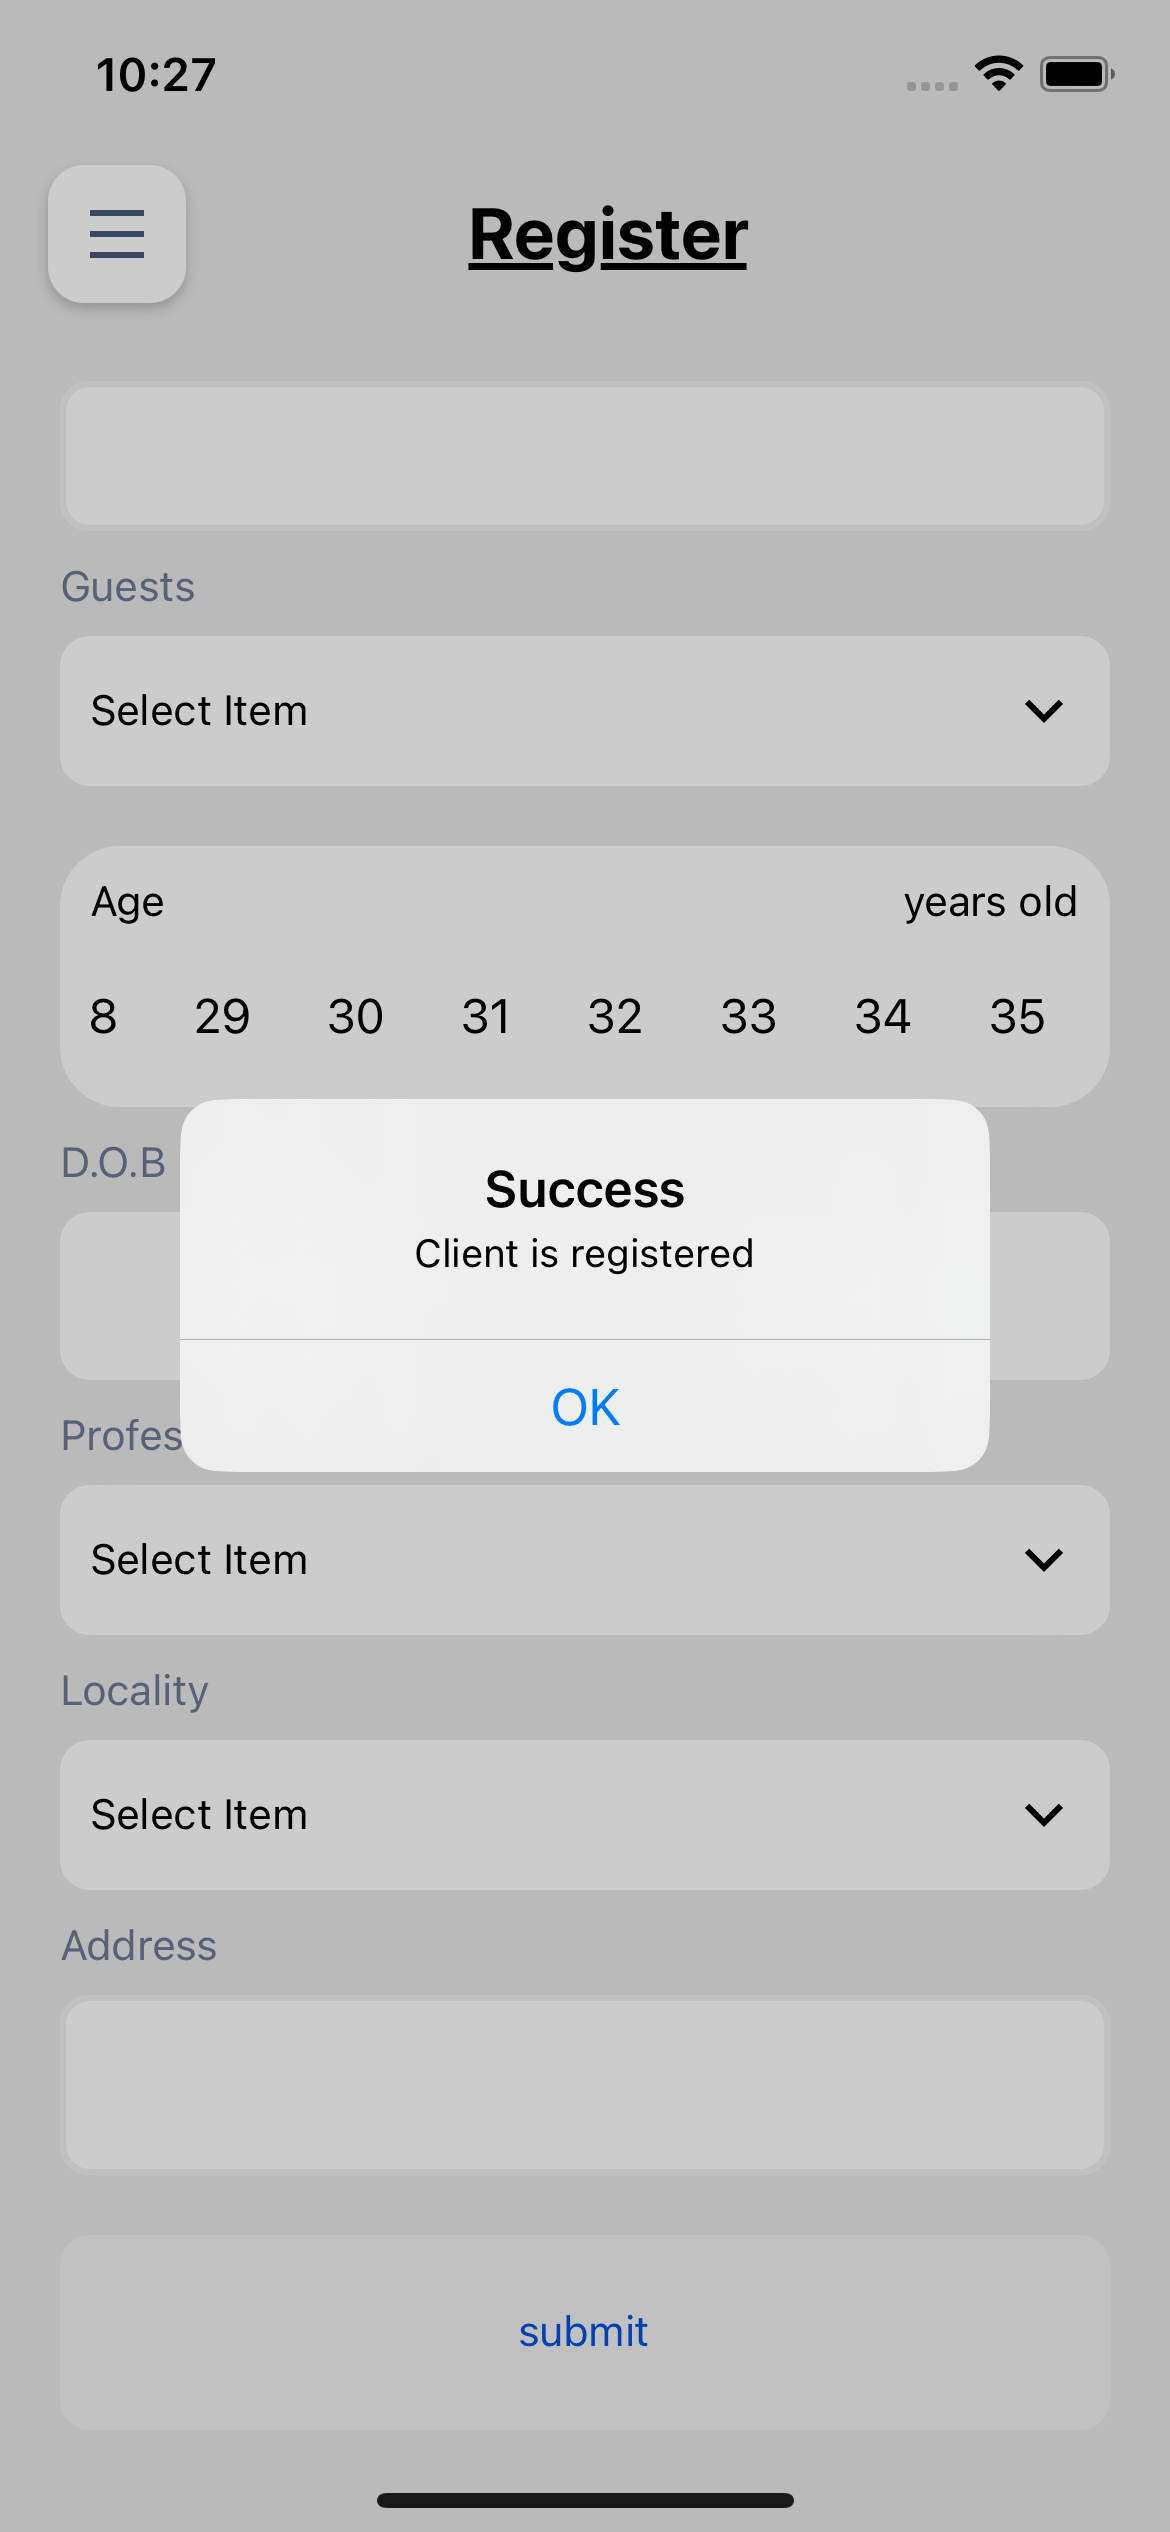 10:27
Register
Guests
Select Item
Age years old
8 29 30 31 32 33 34 35
D.O.B
Success
Client is registered
OK
Profes
Select Item
Locality
Select Item
Address
submit